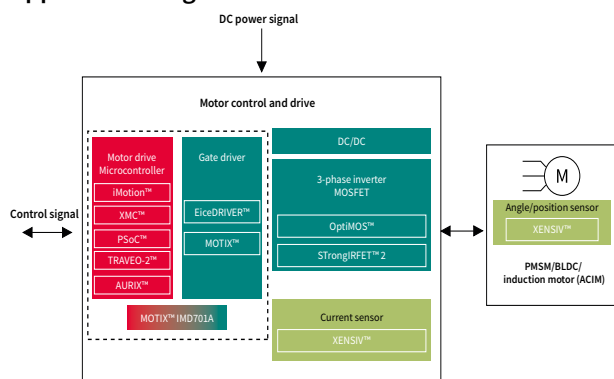 DC power signal
Motor control and drive
Motor drive
Microcontroller
iMotion™
XMC™
PSoC™
TRAVEO-2™
AURIX™
Gate driver
EiceDRIVER™
MOTIX™
MOTIX™ IMD701A
DC/DC
3-phase inverter
MOSFET
OptiMOS™
STrongIRFET™ 2
Current sensor
XENSIV™
Control signal
M
Angle/position sensor
XENSIV™
PMSM/BLDC/
induction motor (ACIM)